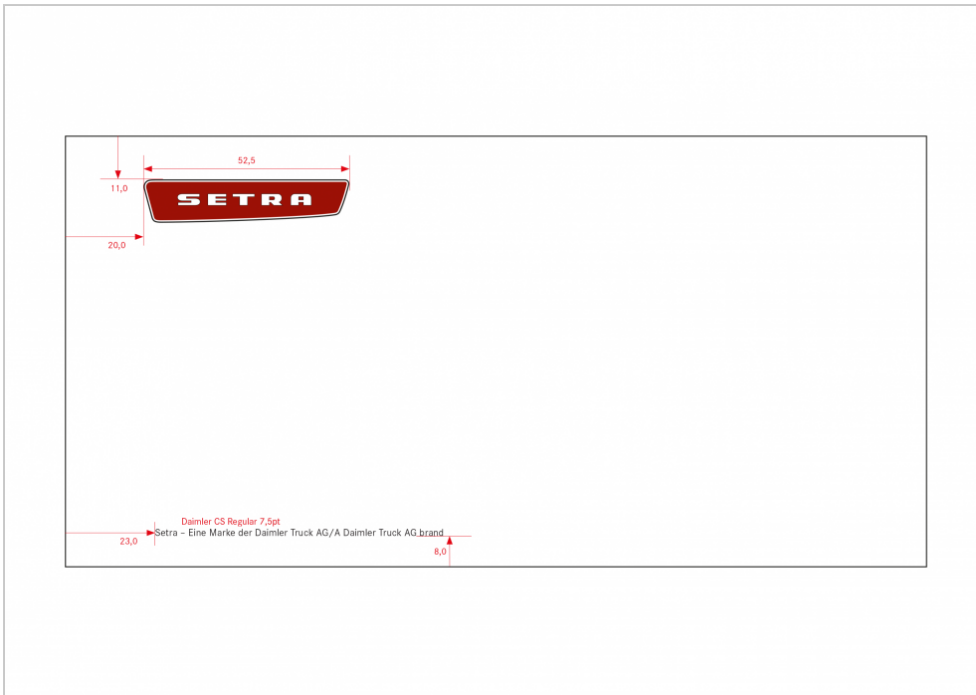 52,5
11,0
SETRA
20,0
Daimler CS Regular 7,5pt
Setra – Eine Marke der Daimler Truck AG/A Daimler Truck AG brand
23,0
8,0